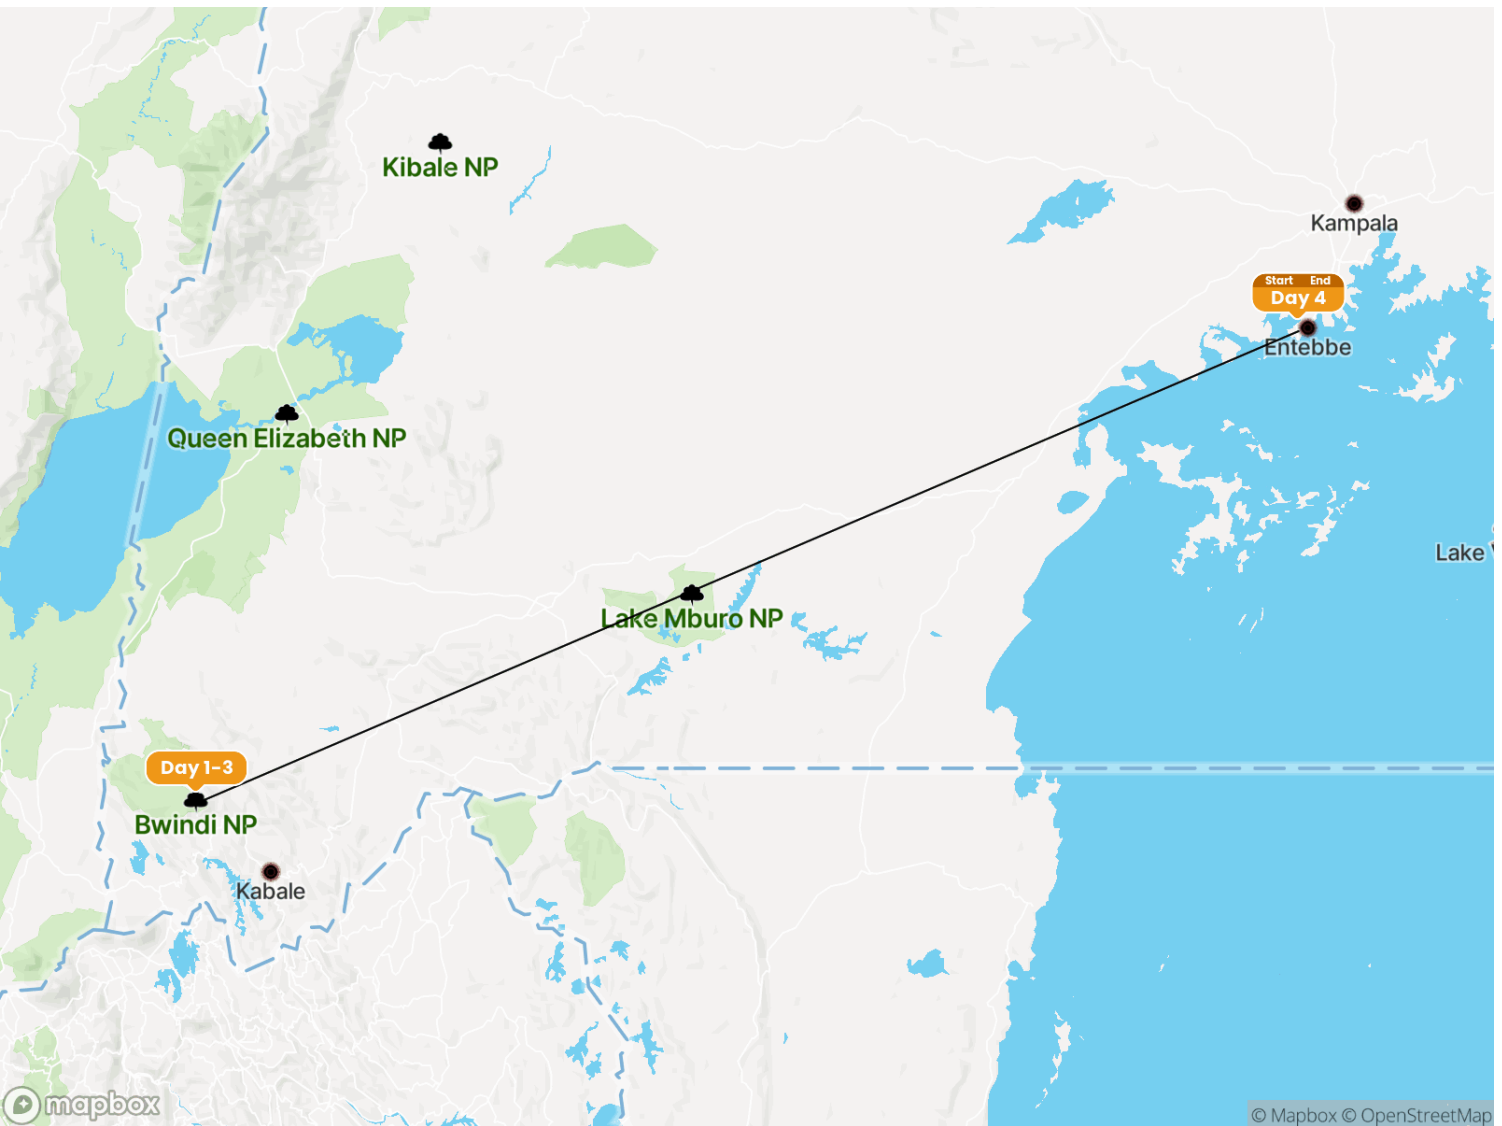 Kibale NP
Kampala
Start End
Day 4
Entebbe
Queen Elizabeth NP
Lake
Lake Mburo NP
Day 1-3
Bwindi NP
Kabale
mapbox
© Mapbox © OpenStreetMap